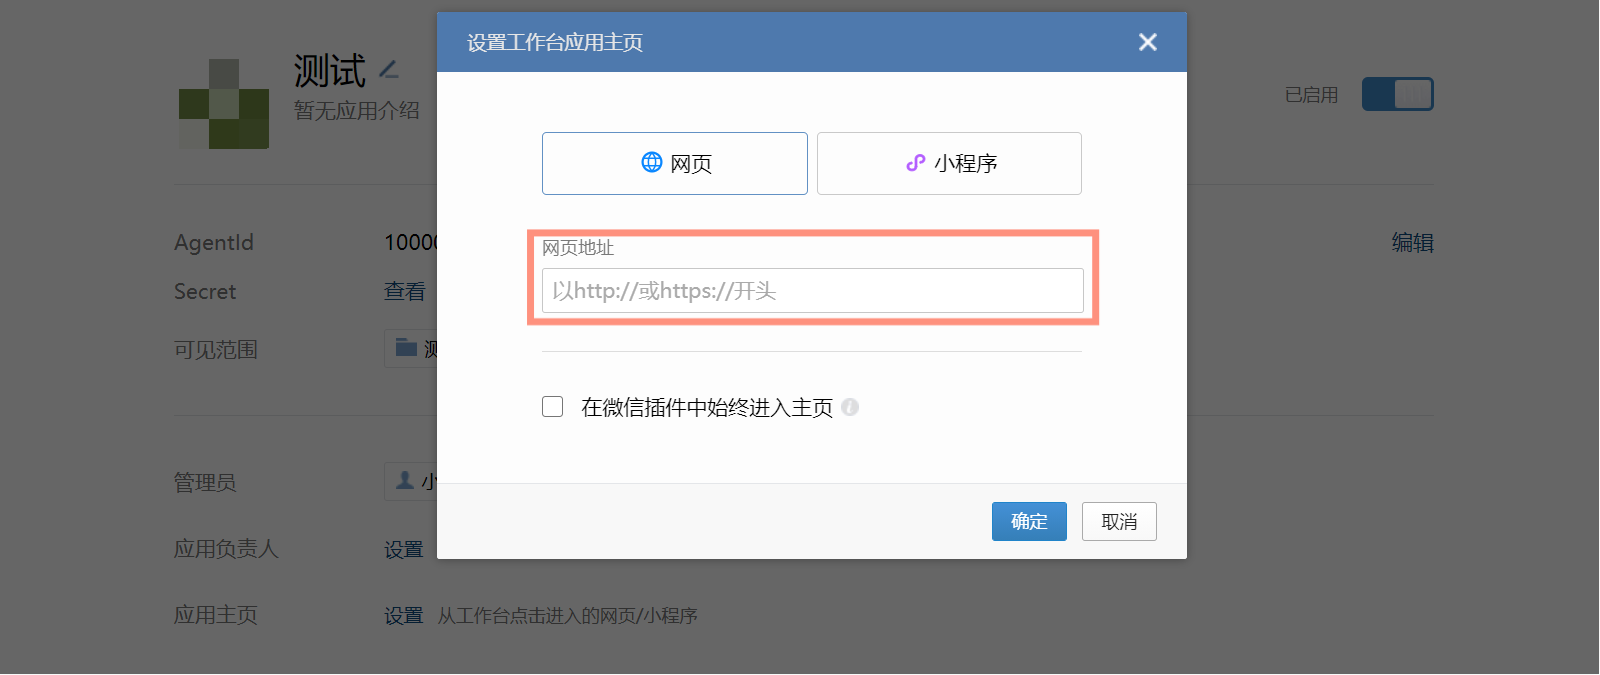 设置工作台应用主页
测试
暂无应用介绍
已启用
网页
小程序
AgentId
10000
编辑
网页地址
Secret
查看
以http://或https://开头
可见范围
测
在微信插件中始终进入主页
管理员
小
确定
取消
应用负责人
设置
应用主页
设置
从工作台点击进入的网页/小程序